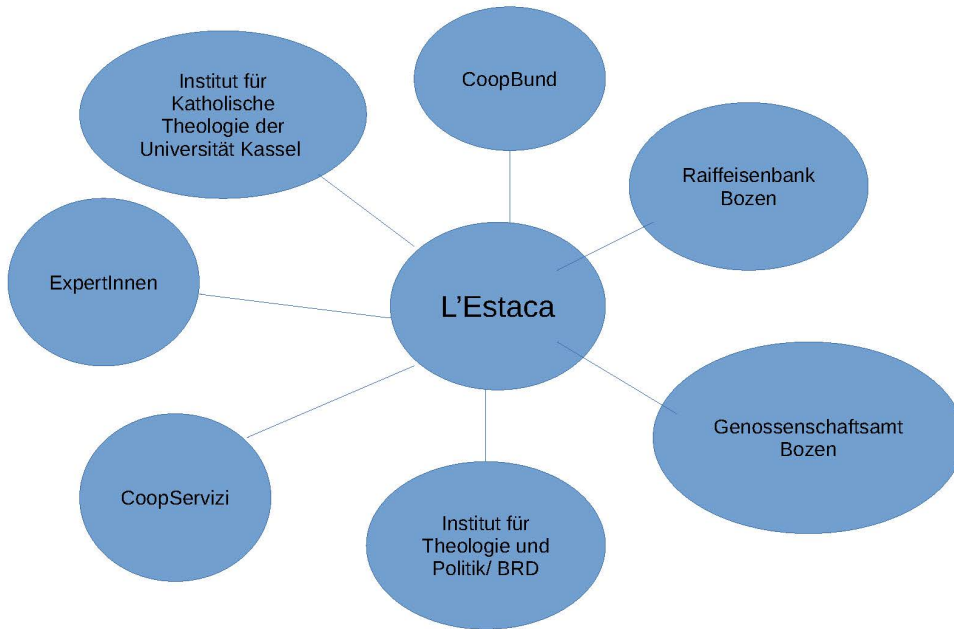 CoopBund
Institut für
Katholische
Theologie der
Universität Kassel
Raiffeisenbank
Bozen
ExpertInnen
L’Estaca
Genossenschaftsamt
Bozen
CoopServizi
Institut für
Theologie und
Politik/ BRD